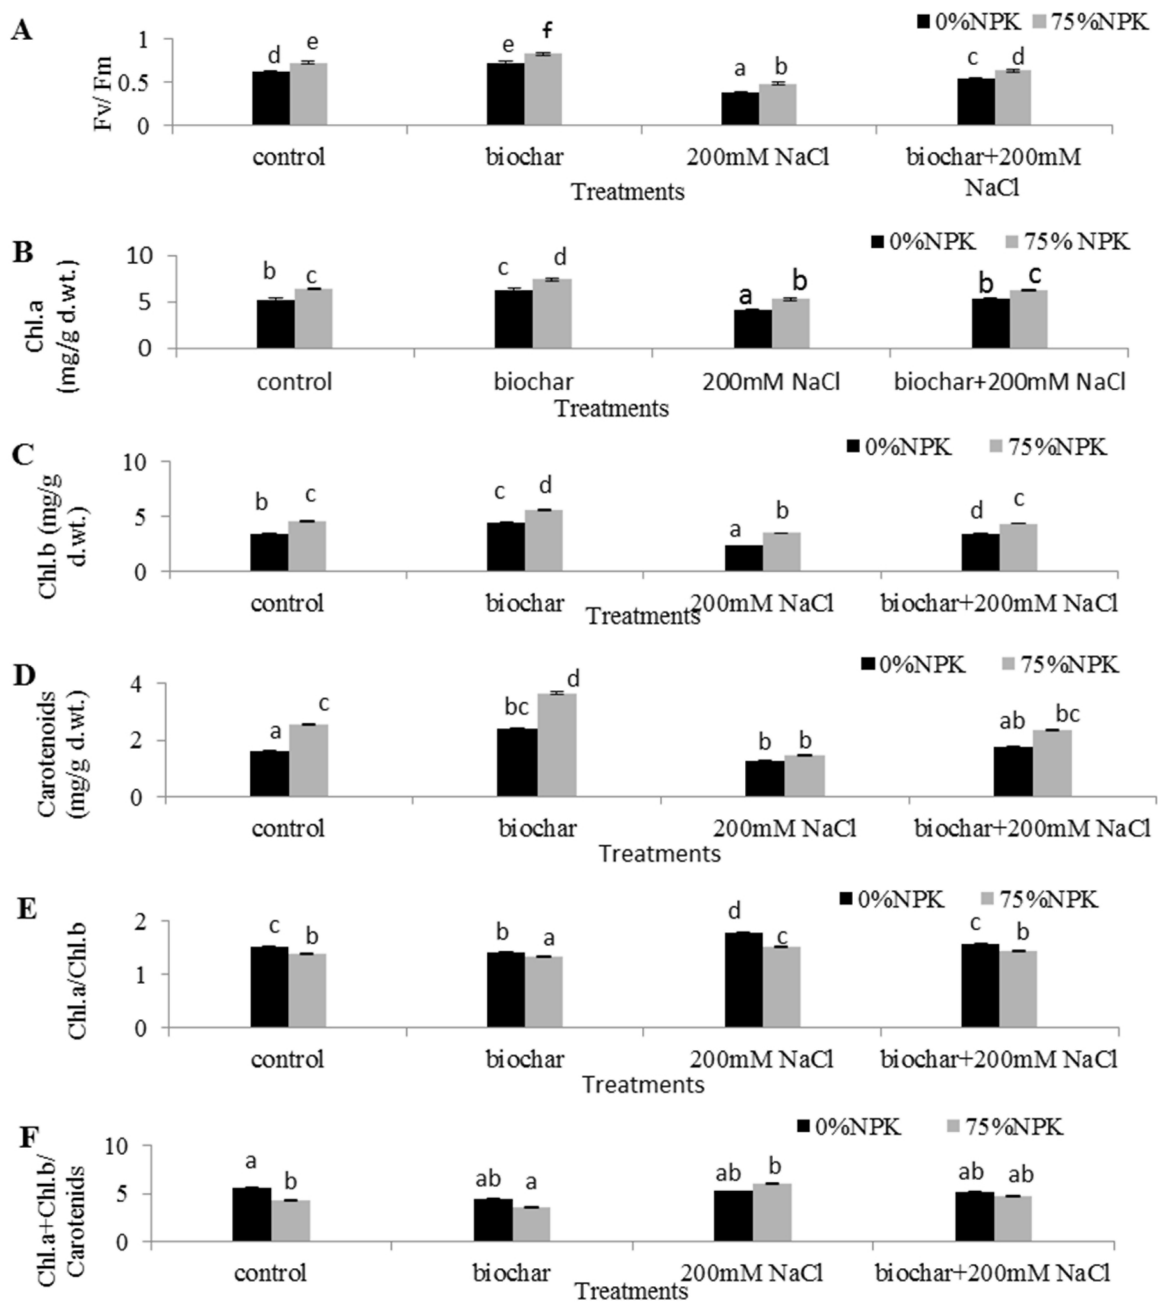 A
0%NPK 75%NPK
Fv/ Fm
1
0.5
0
d e e f a b c d
control biochar 200mM NaCl biochar+200mM
NaCl
Treatments
B
0%NPK 75% NPK
Chl.a
(mg/g d.wt.)
10
5
0
b c c d a b b c
control biochar 200mM NaCl biochar+200mM NaCl
Treatments
C
0%NPK 75%NPK
Chl.b (mg/g
d.wt.)
10
5
0
b c c d a b d c
control biochar 200mM NaCl biochar+200mM NaCl
Treatments
D
0%NPK 75%NPK
Carotenoids
(mg/g d.wt.)
4
2
0
a c bc d b b ab bc
control biochar 200mM NaCl biochar+200mM NaCl
Treatments
E
0%NPK 75%NPK
Chl.a/Chl.b
2
1
0
c b b a d c c b
control biochar 200mM NaCl biochar+200mM NaCl
Treatments
F
0%NPK 75%NPK
Chl.a+Chl.b/
Carotenids
10
5
0
a b ab a ab b ab ab
control biochar 200mM NaCl biochar+200mM NaCl
Treatments